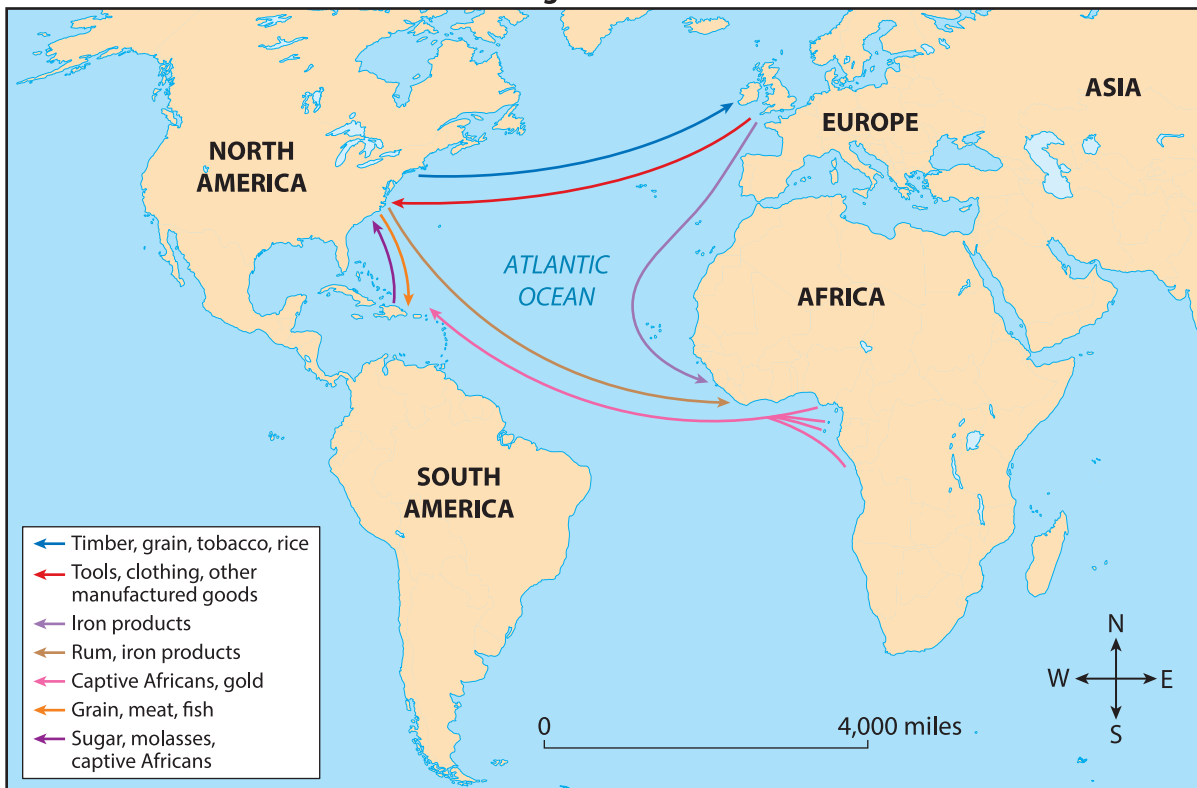 NORTH
AMERICA
EUROPE
ASIA
ATLANTIC
OCEAN
AFRICA
SOUTH
AMERICA
Timber, grain, tobacco, rice
Tools, clothing, other
manufactured goods
Iron products
Rum, iron products
Captive Africans, gold
Grain, meat, fish
Sugar, molasses,
captive Africans
0 4,000 miles
N
W E
S